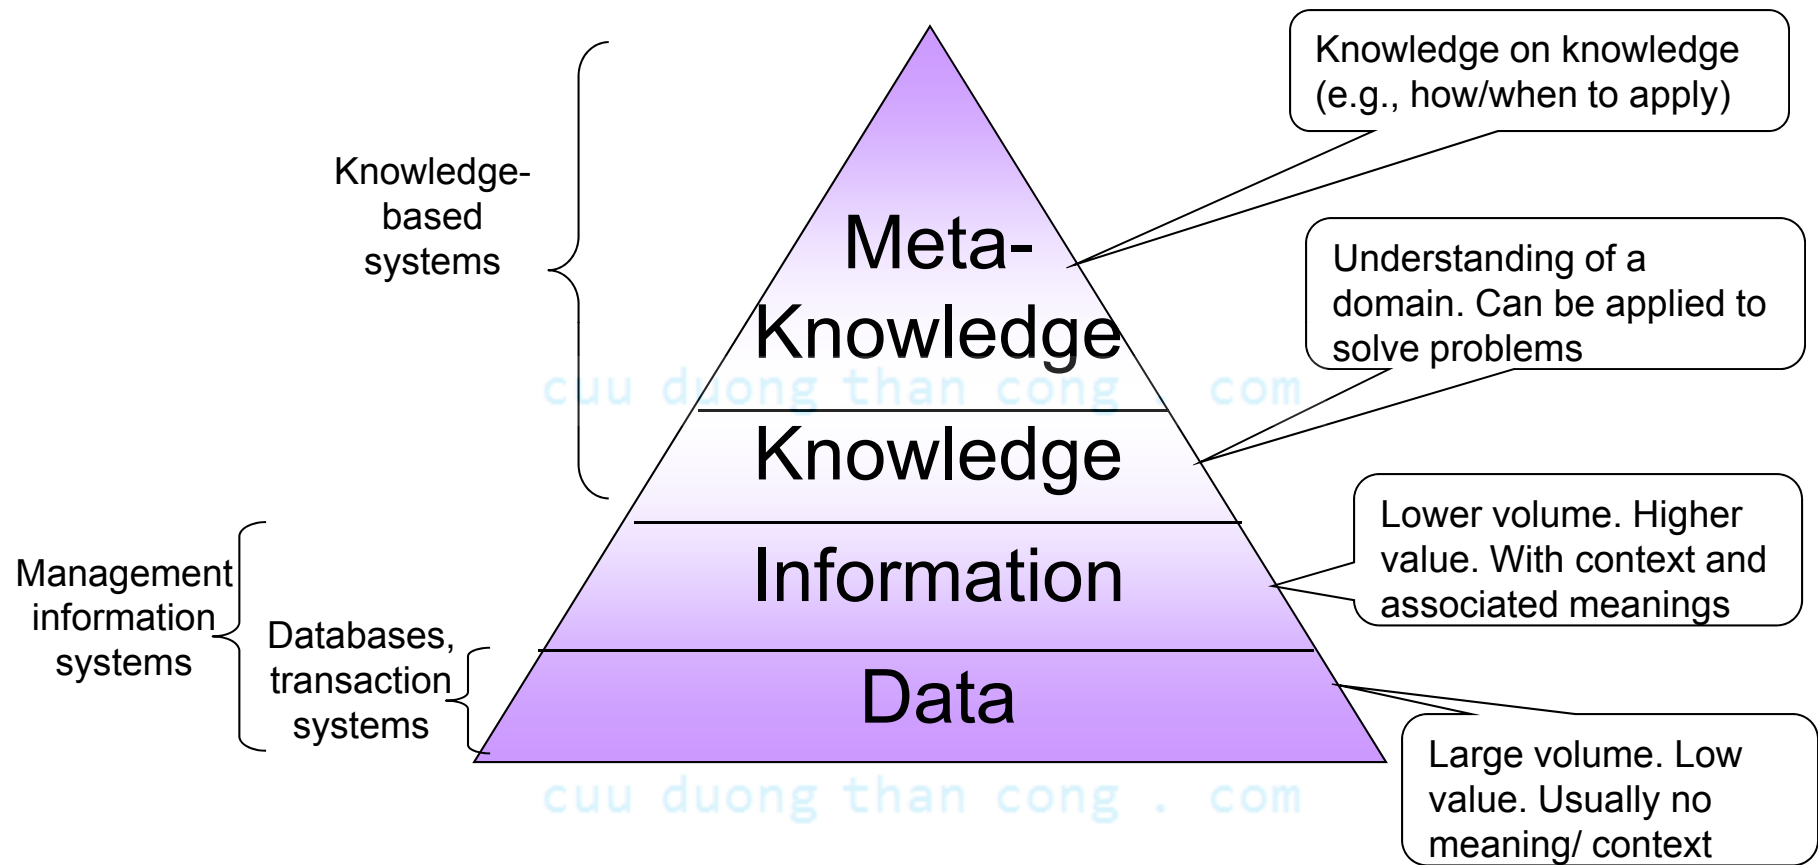 Knowledge on knowledge
(e.g., how/when to apply)
Knowledge-
based
systems
Meta-
Knowledge
Understanding of a
domain. Can be applied to
solve problems
cuu duong than cong . com
Knowledge
Lower volume. Higher
value. With context and
associated meanings
Information
Management
information
systems
Databases,
transaction
systems
Data
Large volume. Low
value. Usually no
meaning/ context
cuu duong than cong . com